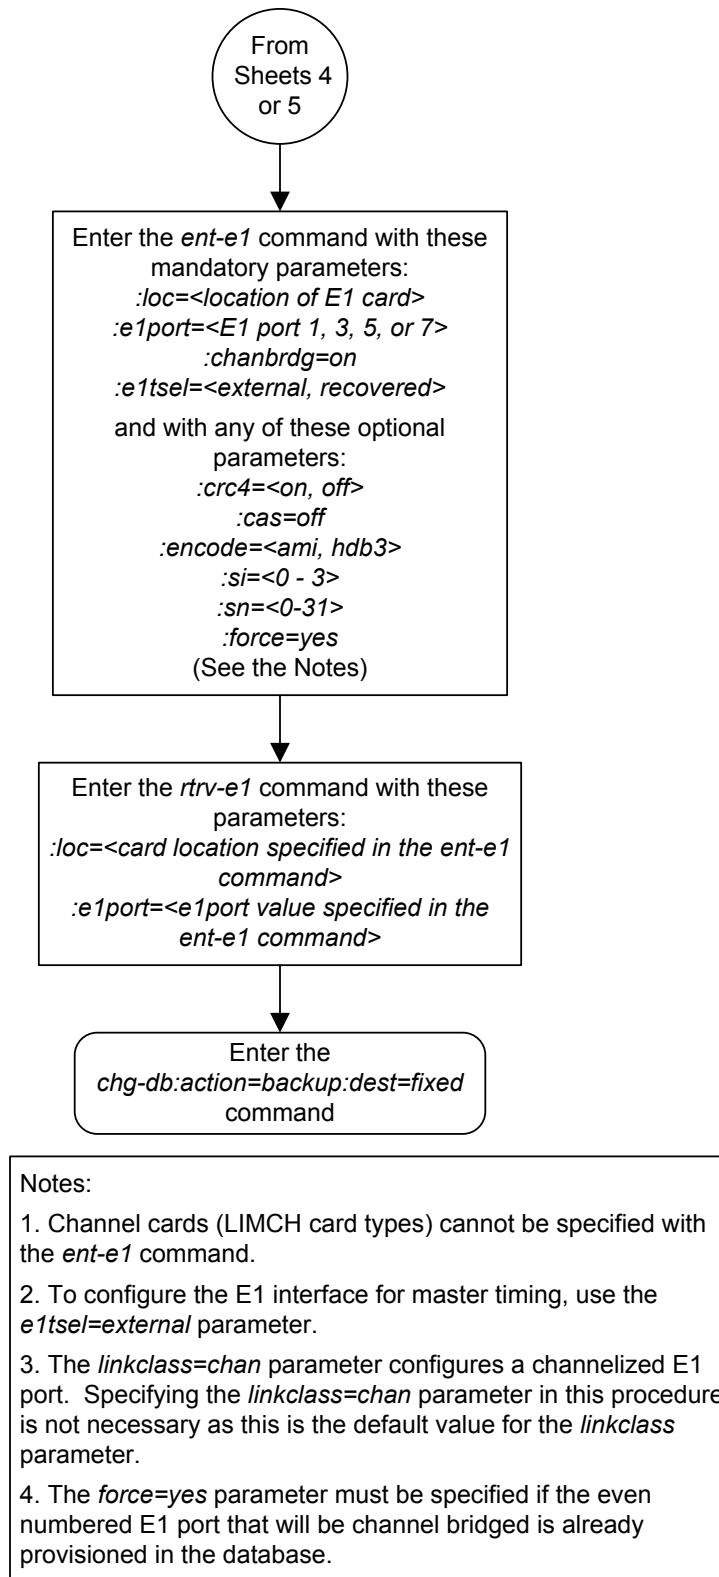 From
Sheets 4
or 5
Enter the ent-e1 command with these
mandatory parameters:
:loc=<location of E1 card>
:e1port=<E1 port 1, 3, 5, or 7>
:chanbrdg=on
:e1tsel=<external, recovered>
and with any of these optional
parameters:
:crc4=<on, off>
:cas=off
:encode=<ami, hdb3>
:si=<0 - 3>
:sn=<0-31>
:force=yes
(See the Notes)
Enter the rtrv-e1 command with these
parameters:
:loc=<card location specified in the ent-e1
command>
:e1port=<e1port value specified in the
ent-e1 command>
Enter the
chg-db:action=backup:dest=fixed
command
Notes:
1. Channel cards (LIMCH card types) cannot be specified with
the ent-e1 command.
2. To configure the E1 interface for master timing, use the
e1tsel=external parameter.
3. The linkclass=chan parameter configures a channelized E1
port.  Specifying the linkclass=chan parameter in this procedure
is not necessary as this is the default value for the linkclass
parameter.
4. The force=yes parameter must be specified if the even
numbered E1 port that will be channel bridged is already
provisioned in the database.